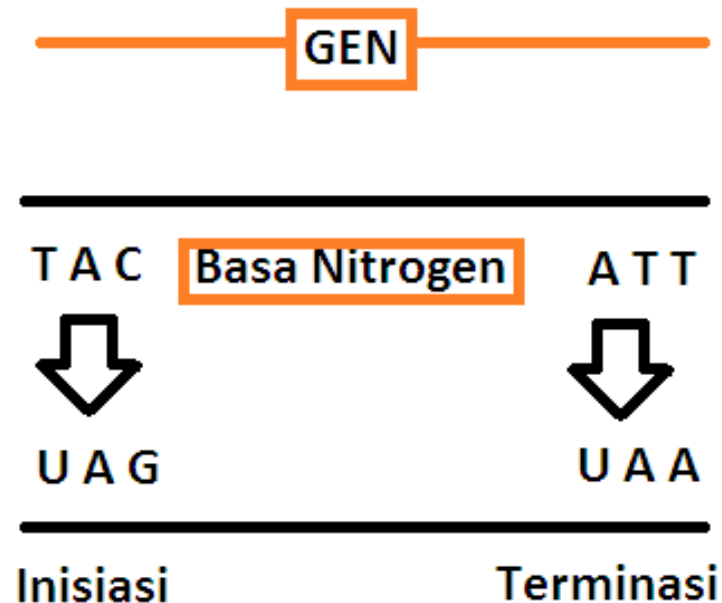 GEN
T A C Basa Nitrogen A T T
U A G U A A
Inisiasi Terminasi